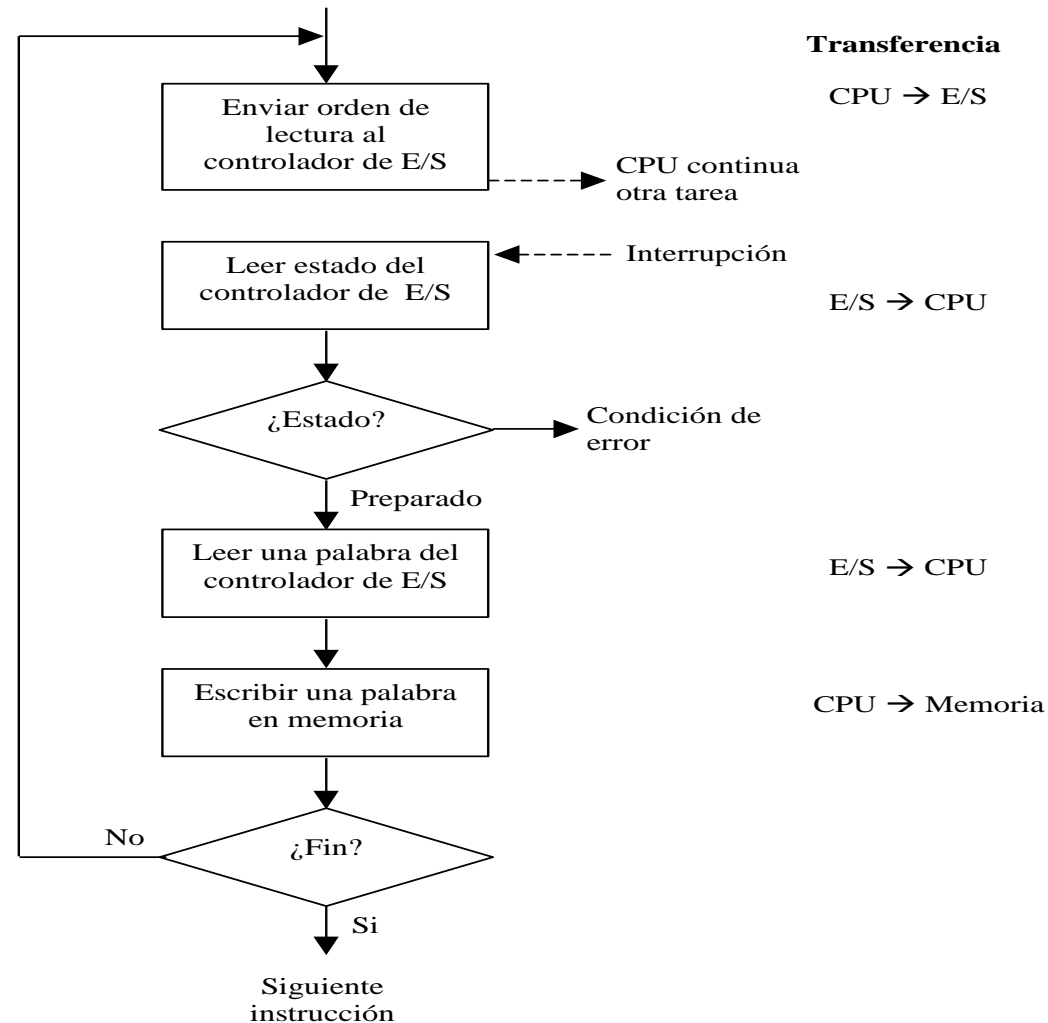 Transferencia
Enviar orden de
lectura al
controlador de E/S
CPU → E/S
CPU continua
otra tarea
Interrupción
Leer estado del
controlador de E/S
E/S → CPU
¿Estado?
Condición de
error
Preparado
Leer una palabra del
controlador de E/S
E/S → CPU
Escribir una palabra
en memoria
CPU → Memoria
No
¿Fin?
Si
Siguiente
instrucción